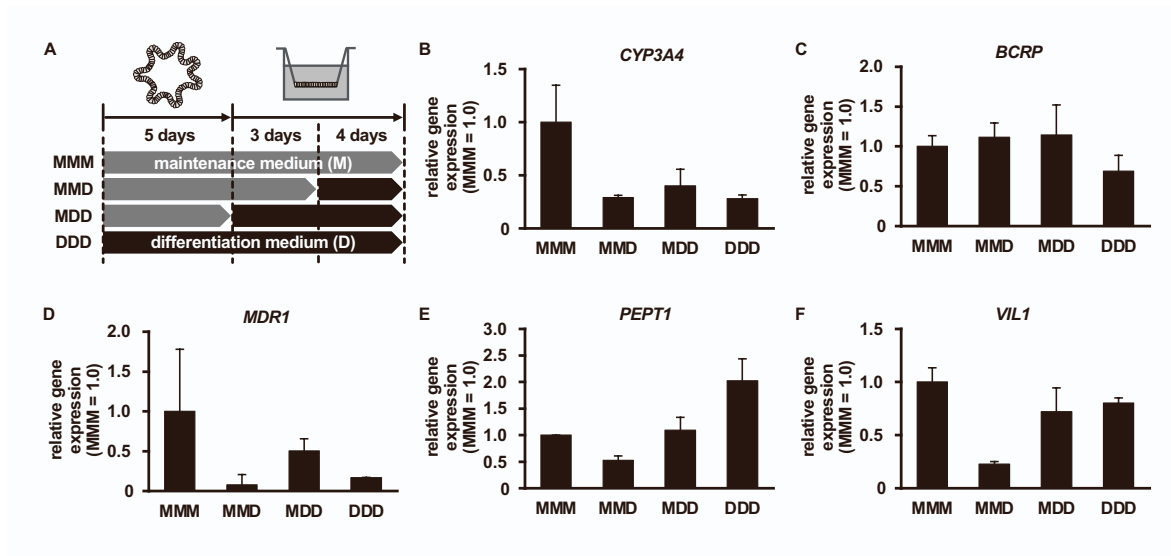 A
5 days
3 days
4 days
MMM
maintenance medium (M)
MMD
MDD
DDD
differentiation medium (D)
B
CYP3A4
relative gene
expression
(MMM = 1.0)
1.5
1.0
0.5
0
MMM MMD MDD DDD
C
BCRP
relative gene
expression
(MMM = 1.0)
2.0
1.5
1.0
0.5
0
MMM MMD MDD DDD
D
MDR1
relative gene
expression
(MMM = 1.0)
2.0
1.5
1.0
0.5
0
MMM MMD MDD DDD
E
PEPT1
relative gene
expression
(MMM = 1.0)
3.0
2.5
2.0
1.5
1.0
0.5
0
MMM MMD MDD DDD
F
VIL1
relative gene
expression
(MMM = 1.0)
1.5
1.0
0.5
0
MMM MMD MDD DDD